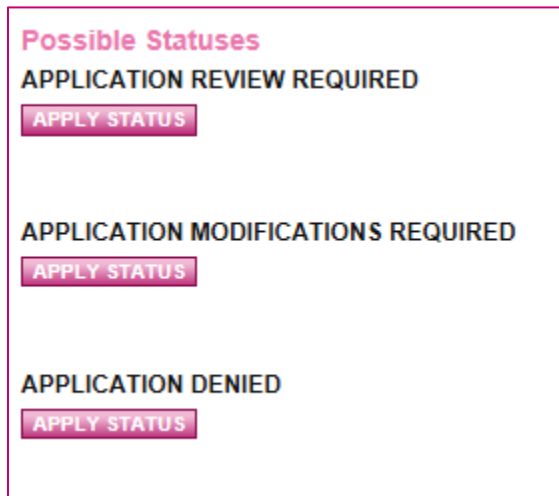 Possible Statuses
APPLICATION REVIEW REQUIRED
APPLY STATUS
APPLICATION MODIFICATIONS REQUIRED
APPLY STATUS
APPLICATION DENIED
APPLY STATUS